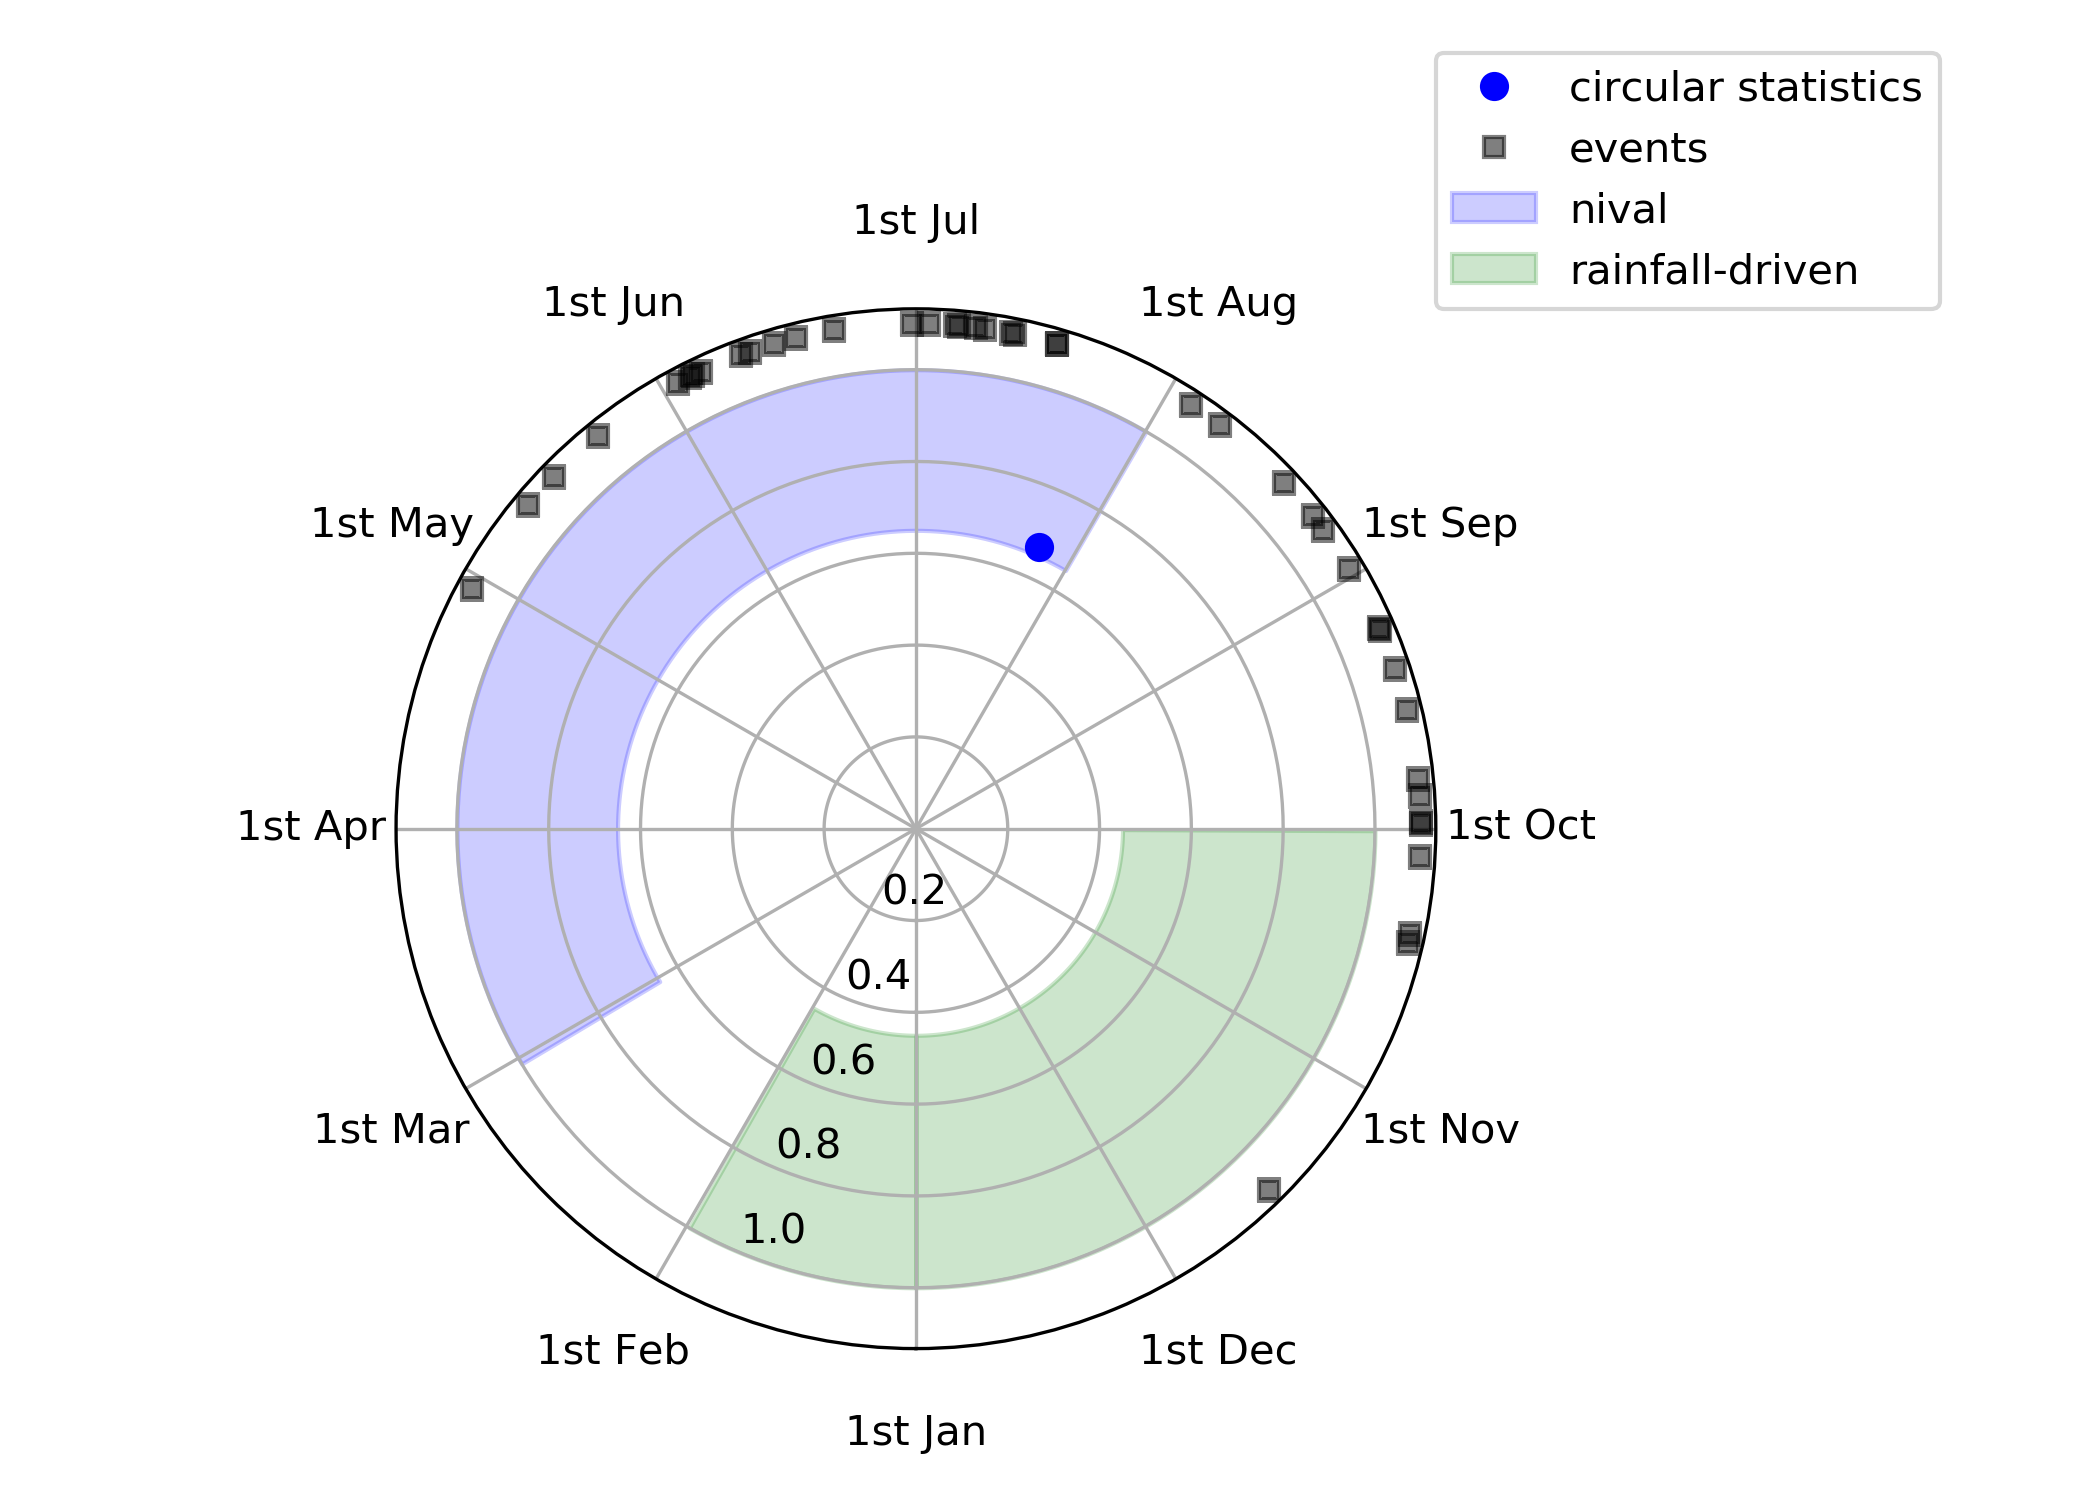 circular statistics
events
nival
rainfall-driven
1st Jul
1st Jun
1st Aug
1st May
1st Sep
1st Apr
1st Oct
0.2
0.4
0.6
0.8
1.0
1st Mar
1st Nov
1st Feb
1st Dec
1st Jan